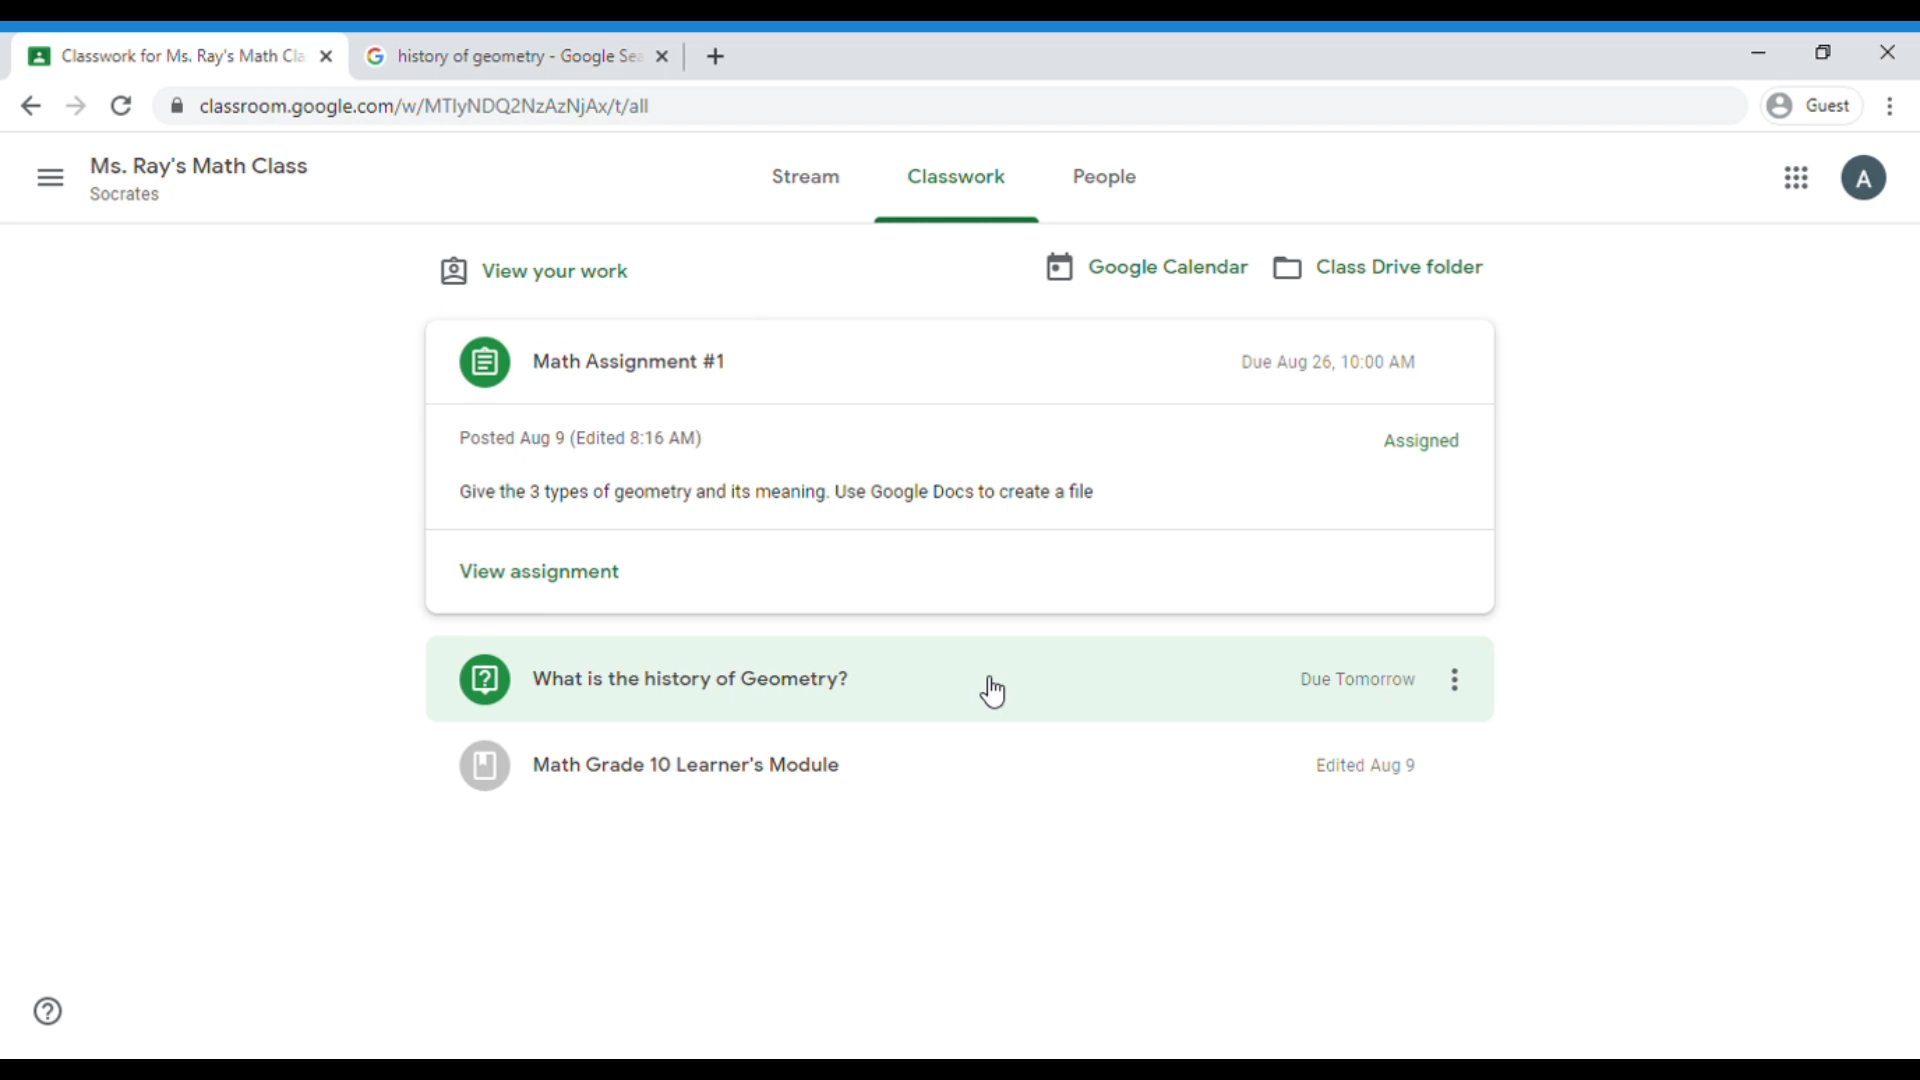 Classwork for Ms. Ray's Math Cla
history of geometry - Google Sea
classroom.google.com/w/MTIyNDQ2NzAzNjAx/t/all
Guest
Ms. Ray's Math Class
Socrates
Stream
Classwork
People
A
View your work
Google Calendar
Class Drive folder
Math Assignment #1
Due Aug 26, 10:00 AM
Posted Aug 9 (Edited 8:16 AM)
Assigned
Give the 3 types of geometry and its meaning. Use Google Docs to create a file
View assignment
What is the history of Geometry?
Due Tomorrow
Math Grade 10 Learner's Module
Edited Aug 9